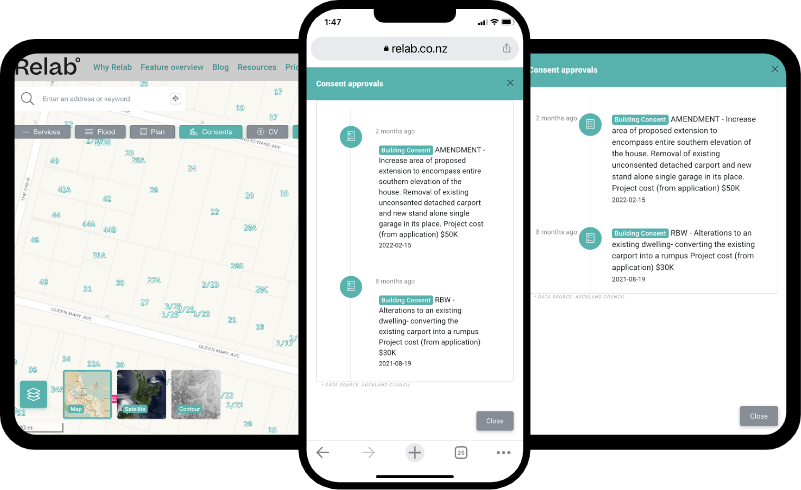 Relab
Why Relab
Feature overview
Blog
Resources
Enter an address or keyword
Services
Flood
Plan
Consents
CV
QUEEN MARY AVE
QUEEN MARY AVE
Map
Satellite
Contour
1:47
relab.co.nz
Consent approvals
2 months ago
Building Consent AMENDMENT -
Increase area of proposed
extension to encompass entire
southern elevation of the
house. Removal of existing
unconsented detached carport
and new stand alone single
garage in its place. Project cost
(from application) $50K
2022-02-15
8 months ago
Building Consent RBW -
Alterations to an existing
dwelling- converting the
existing carport into a rumpus
Project cost (from application)
$30K
2021-08-19
* DATA SOURCE: AUCKLAND COUNCIL
Close
25
Consent approvals
2 months ago
Building Consent AMENDMENT - Increase
area of proposed extension to
encompass entire southern elevation of
the house. Removal of existing
unconsented detached carport and new
stand alone single garage in its place.
Project cost (from application) $50K
2022-02-15
8 months ago
Building Consent RBW - Alterations to an
existing dwelling- converting the existing
carport into a rumpus Project cost (from
application) $30K
2021-08-19
* DATA SOURCE: AUCKLAND COUNCIL
Close